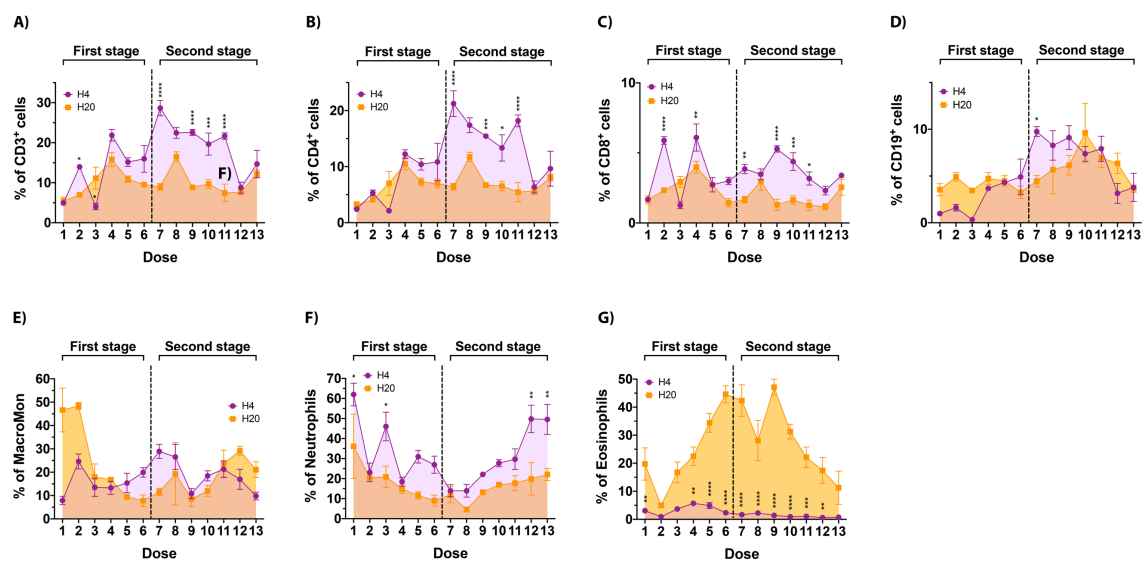 A)
First stage Second stage
% of CD3⁺ cells
30
20
10
0
H4
H20
* * **** **** *** ****
F)
1 2 3 4 5 6 7 8 9 10 11 12 13
Dose
B)
First stage Second stage
% of CD4⁺ cells
25
20
15
10
5
0
H4
H20
**** *** * ****
1 2 3 4 5 6 7 8 9 10 11 12 13
Dose
C)
First stage Second stage
% of CD8⁺ cells
10
5
0
H4
H20
**** ** ** **** *** *
1 2 3 4 5 6 7 8 9 10 11 12 13
Dose
D)
First stage Second stage
% of CD19⁺ cells
10
5
0
H4
H20
*
1 2 3 4 5 6 7 8 9 10 11 12 13
Dose
E)
First stage Second stage
% of MacroMon
60
50
40
30
20
10
0
H4
H20
1 2 3 4 5 6 7 8 9 10 11 12 13
Dose
F)
First stage Second stage
% of Neutrophils
70
60
50
40
30
20
10
0
H4
H20
* * ** **
1 2 3 4 5 6 7 8 9 10 11 12 13
Dose
G)
First stage Second stage
% of Eosinophils
50
40
30
20
10
0
H4
H20
** ** *** **** **** *** **** **** *** **
1 2 3 4 5 6 7 8 9 10 11 12 13
Dose